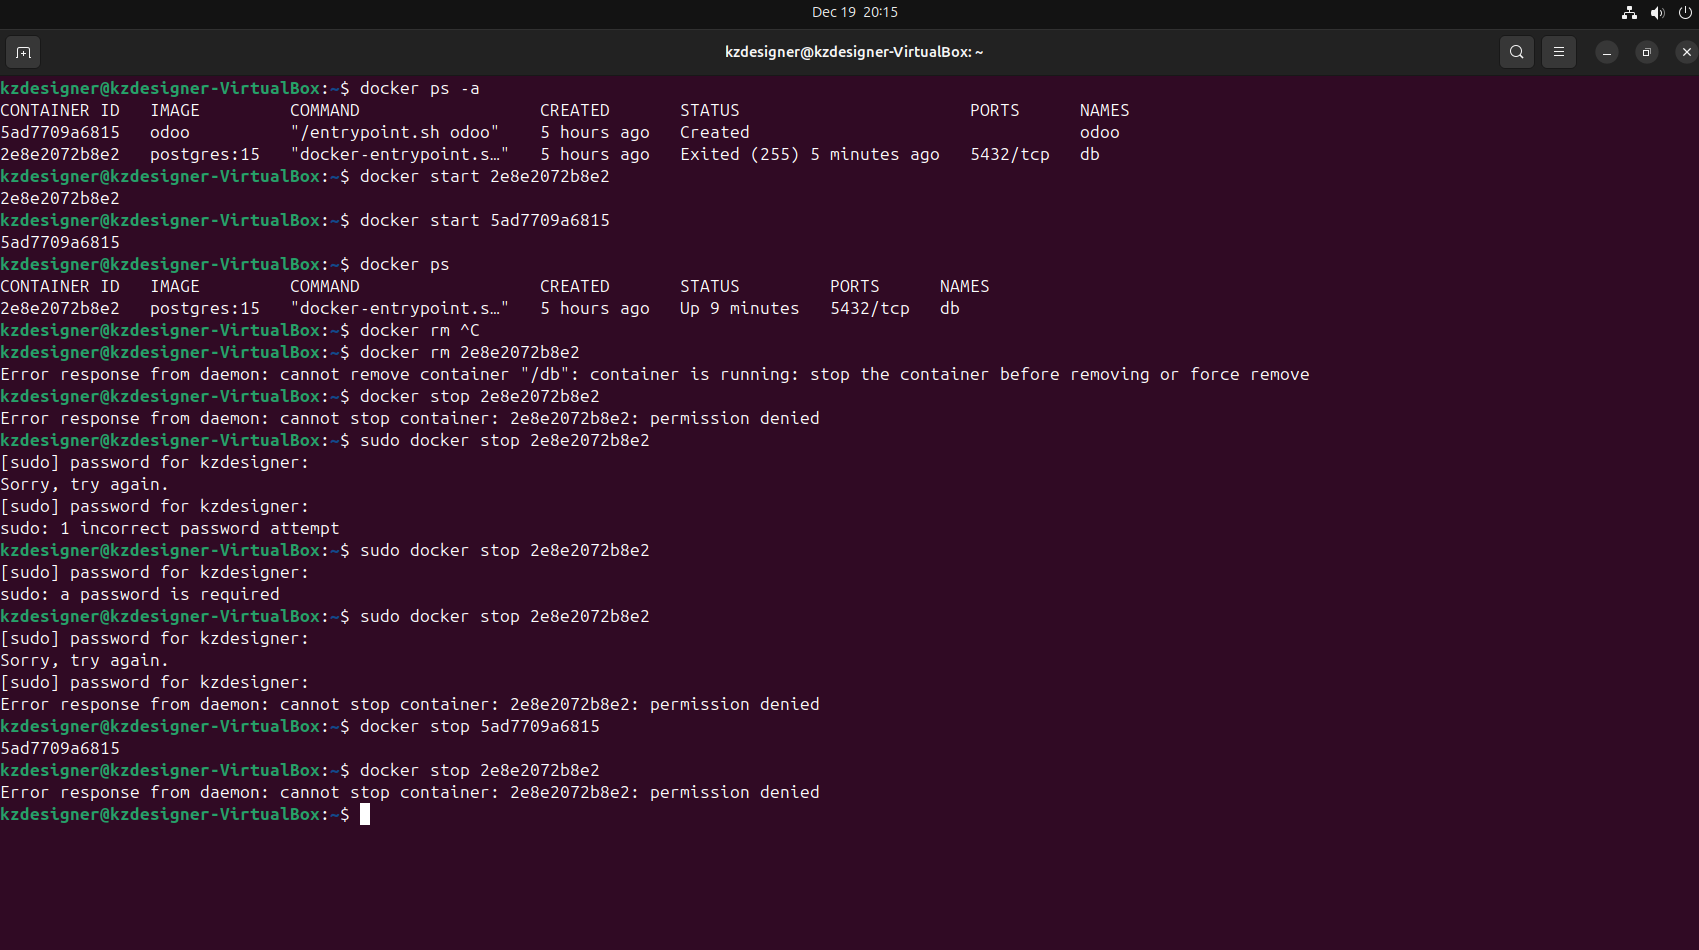 Dec 19 20:15
kzdesigner@kzdesigner-VirtualBox: ~
kzdesigner@kzdesigner-VirtualBox:~$ docker ps -a
CONTAINER ID   IMAGE         COMMAND                  CREATED       STATUS                       PORTS      NAMES
5ad7709a6815   odoo          "/entrypoint.sh odoo"    5 hours ago   Created                                 odoo
2e8e2072b8e2   postgres:15   "docker-entrypoint.s…"   5 hours ago   Exited (255) 5 minutes ago   5432/tcp   db
kzdesigner@kzdesigner-VirtualBox:~$ docker start 2e8e2072b8e2
2e8e2072b8e2
kzdesigner@kzdesigner-VirtualBox:~$ docker start 5ad7709a6815
5ad7709a6815
kzdesigner@kzdesigner-VirtualBox:~$ docker ps
CONTAINER ID   IMAGE         COMMAND                  CREATED       STATUS         PORTS      NAMES
2e8e2072b8e2   postgres:15   "docker-entrypoint.s…"   5 hours ago   Up 9 minutes   5432/tcp   db
kzdesigner@kzdesigner-VirtualBox:~$ docker rm ^C
kzdesigner@kzdesigner-VirtualBox:~$ docker rm 2e8e2072b8e2
Error response from daemon: cannot remove container "/db": container is running: stop the container before removing or force remove
kzdesigner@kzdesigner-VirtualBox:~$ docker stop 2e8e2072b8e2
Error response from daemon: cannot stop container: 2e8e2072b8e2: permission denied
kzdesigner@kzdesigner-VirtualBox:~$ sudo docker stop 2e8e2072b8e2
[sudo] password for kzdesigner:
Sorry, try again.
[sudo] password for kzdesigner:
sudo: 1 incorrect password attempt
kzdesigner@kzdesigner-VirtualBox:~$ sudo docker stop 2e8e2072b8e2
[sudo] password for kzdesigner:
sudo: a password is required
kzdesigner@kzdesigner-VirtualBox:~$ sudo docker stop 2e8e2072b8e2
[sudo] password for kzdesigner:
Sorry, try again.
[sudo] password for kzdesigner:
Error response from daemon: cannot stop container: 2e8e2072b8e2: permission denied
kzdesigner@kzdesigner-VirtualBox:~$ docker stop 5ad7709a6815
5ad7709a6815
kzdesigner@kzdesigner-VirtualBox:~$ docker stop 2e8e2072b8e2
Error response from daemon: cannot stop container: 2e8e2072b8e2: permission denied
kzdesigner@kzdesigner-VirtualBox:~$